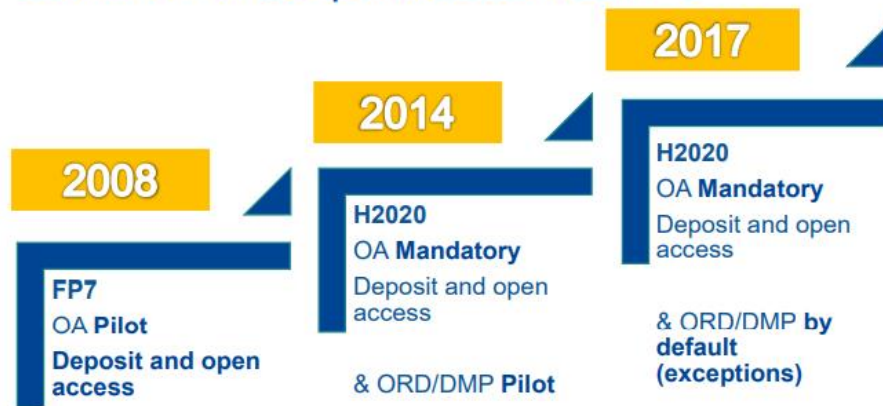 2008
FP7
OA Pilot
Deposit and open
access
2014
H2020
OA Mandatory
Deposit and open
access
& ORD/DMP Pilot
2017
H2020
OA Mandatory
Deposit and open
access
& ORD/DMP by
default
(exceptions)